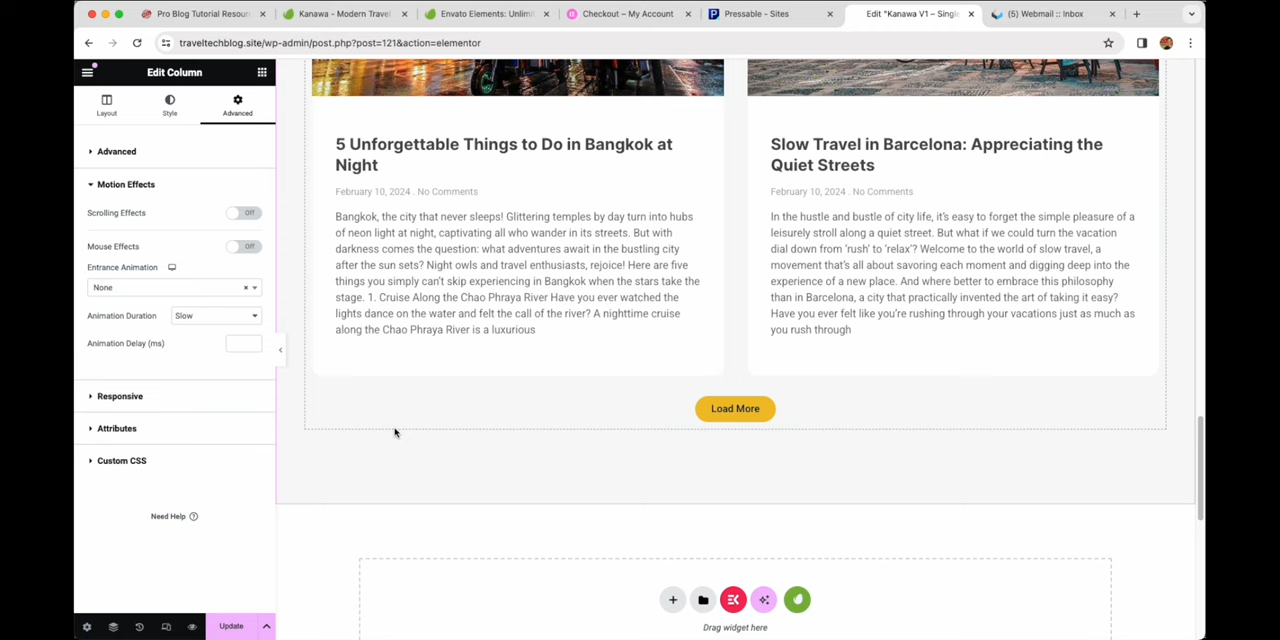 Pro Blog Tutorial Resour
Kanawa - Modern Travel
Envato Elements: Unlimit
Checkout – My Account
Pressable - Sites
Edit "Kanawa V1 – Single
(5) Webmail :: Inbox
traveltechblog.site/wp-admin/post.php?post=121&action=elementor
Edit Column
Layout
Style
Advanced
Advanced
Motion Effects
Scrolling Effects
Off
Mouse Effects
Off
Entrance Animation
None
Animation Duration
Slow
Animation Delay (ms)
Responsive
Attributes
Custom CSS
Need Help
Update
5 Unforgettable Things to Do in Bangkok at
Night
February 10, 2024 . No Comments
Bangkok, the city that never sleeps! Glittering temples by day turn into hubs
of neon light at night, captivating all who wander in its streets. But with
darkness comes the question: what adventures await in the bustling city
after the sun sets? Night owls and travel enthusiasts, rejoice! Here are five
things you simply can't skip experiencing in Bangkok when the stars take the
stage. 1. Cruise Along the Chao Phraya River Have you ever watched the
lights dance on the water and felt the call of the river? A nighttime cruise
along the Chao Phraya River is a luxurious
Slow Travel in Barcelona: Appreciating the
Quiet Streets
February 10, 2024 . No Comments
In the hustle and bustle of city life, it's easy to forget the simple pleasure of a
leisurely stroll along a quiet street. But what if we could turn the vacation
dial down from 'rush' to 'relax'? Welcome to the world of slow travel, a
movement that's all about savoring each moment and digging deep into the
experience of a new place. And where better to embrace this philosophy
than in Barcelona, a city that practically invented the art of taking it easy?
Have you ever felt like you're rushing through your vacations just as much as
you rush through
Load More
Drag widget here